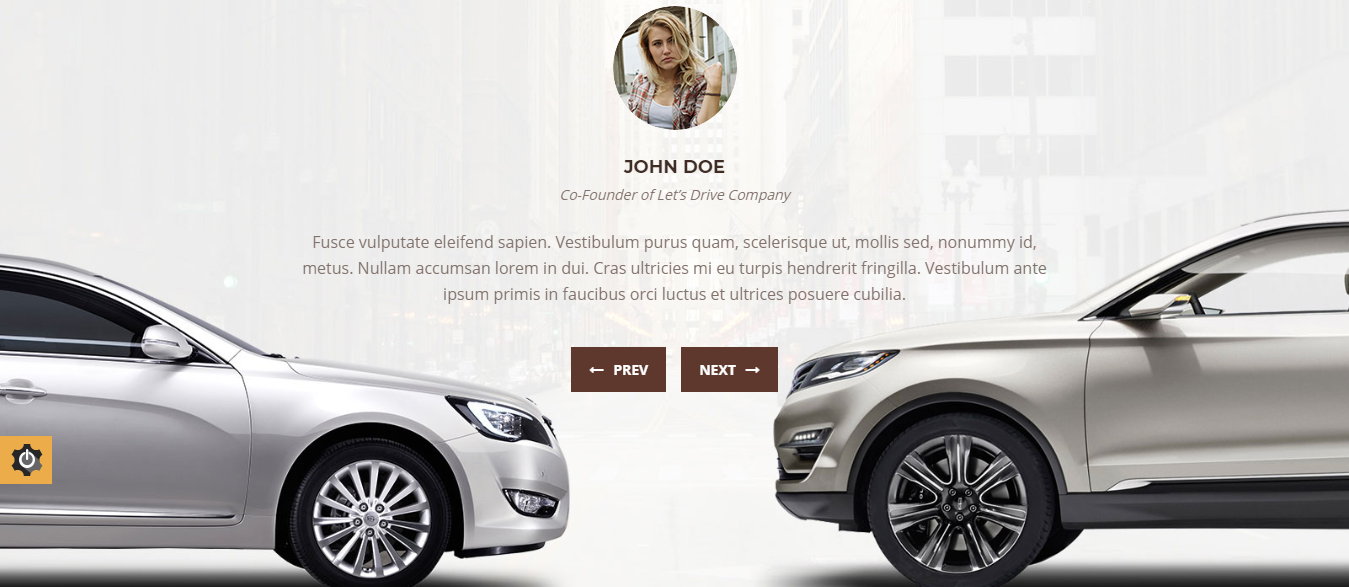 JOHN DOE
Co-Founder of Let's Drive Company
Fusce vulputate eleifend sapien. Vestibulum purus quam, scelerisque ut, mollis sed, nonummy id,
metus. Nullam accumsan lorem in dui. Cras ultricies mi eu turpis hendrerit fringilla. Vestibulum ante
ipsum primis in faucibus orci luctus et ultrices posuere cubilia.
← PREV NEXT →